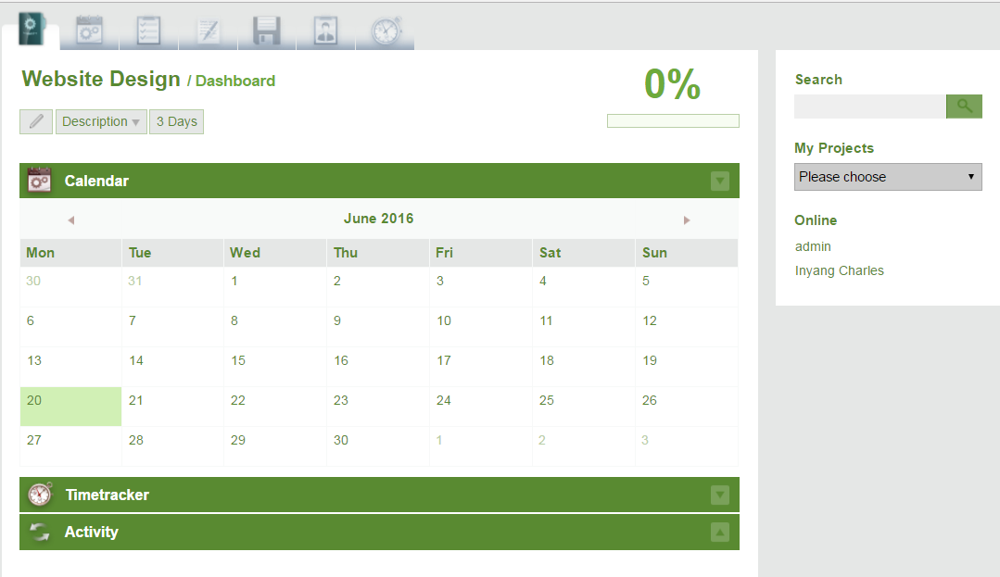 Website Design / Dashboard
0%
Description 3 Days
Calendar
June 2016
Mon Tue Wed Thu Fri Sat Sun
30 31 1 2 3 4 5
6 7 8 9 10 11 12
13 14 15 16 17 18 19
20 21 22 23 24 25 26
27 28 29 30 1 2 3
Timetracker
Activity
Search
My Projects
Please choose
Online
admin
Inyang Charles